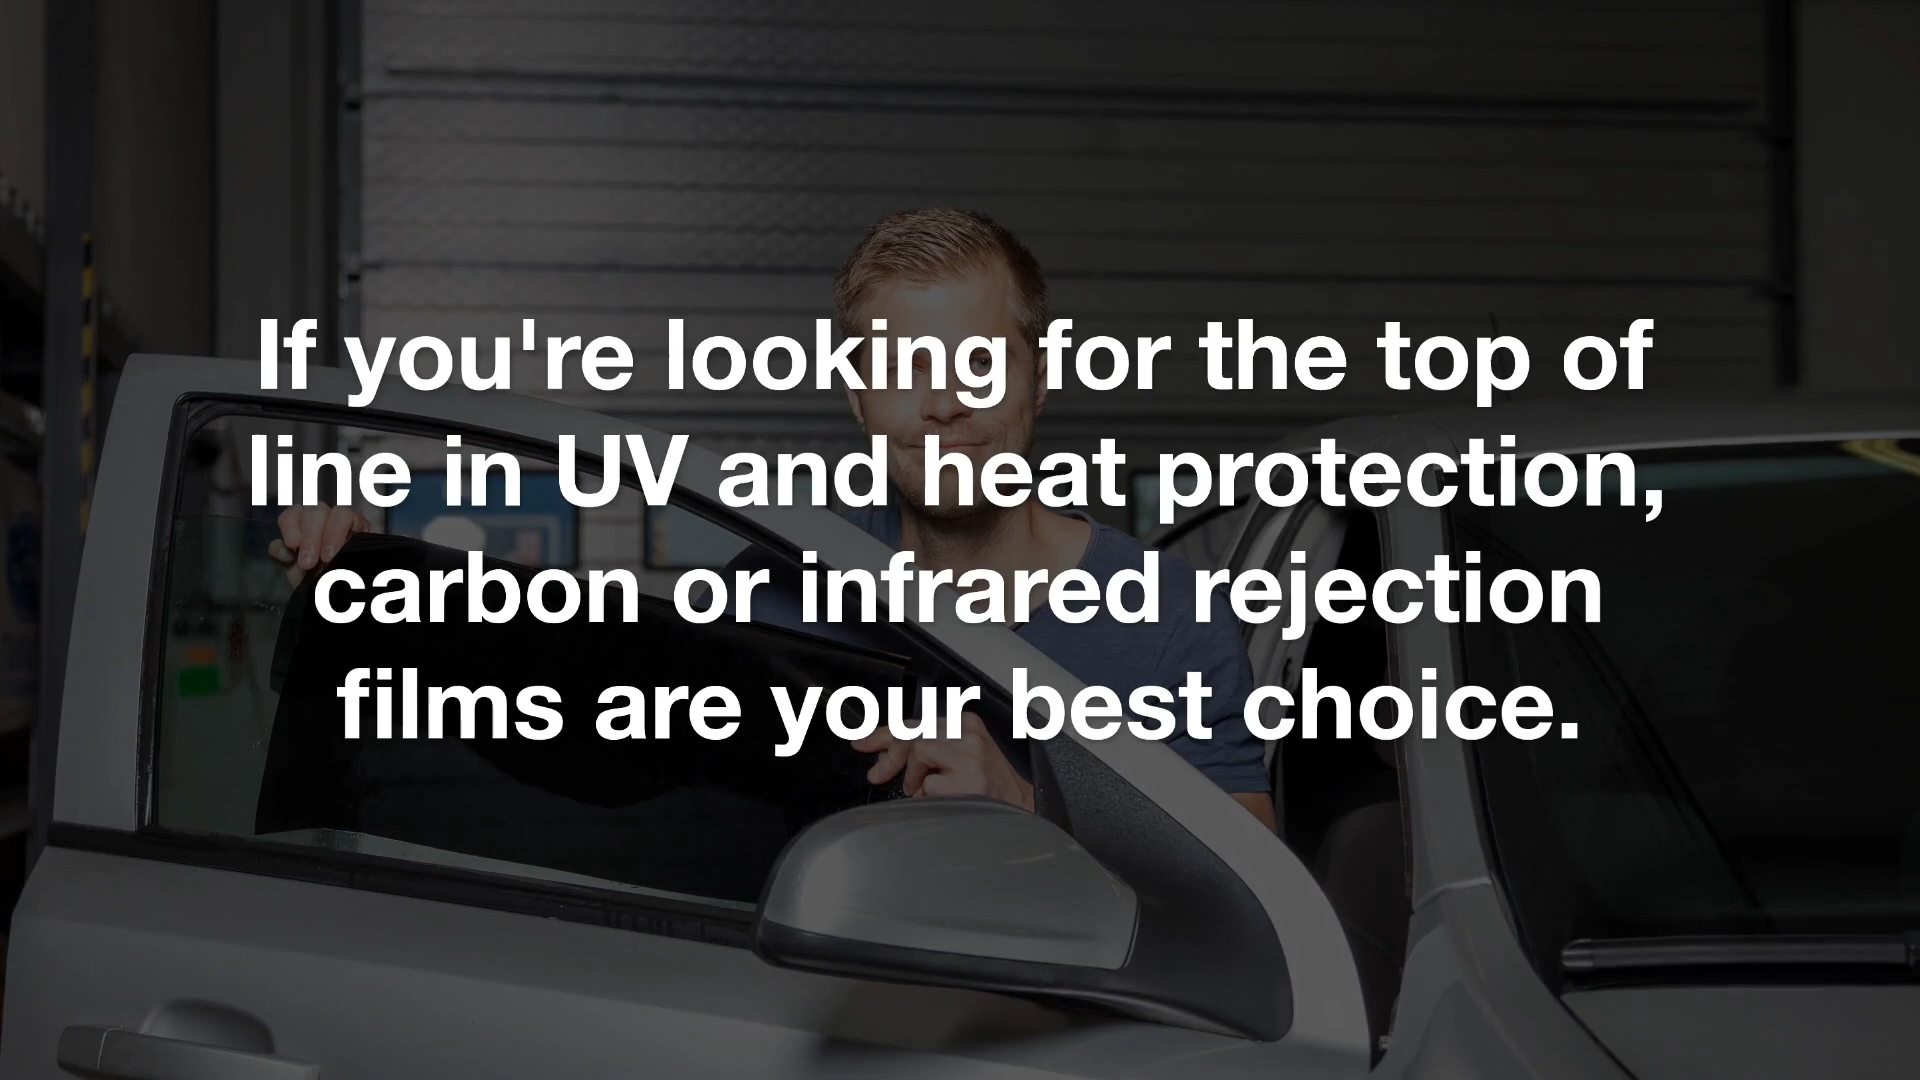 If you're looking for the top of
line in UV and heat protection,
carbon or infrared rejection
films are your best choice.